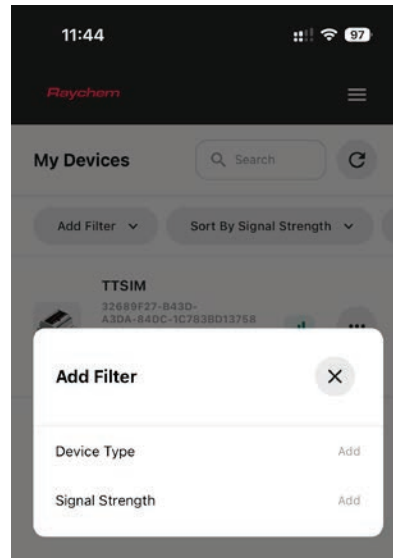 11:44
97
Raychem
My Devices
Search
Add Filter
Sort By Signal Strength
TTSIM
32689F27-B43D-
A3DA-84DC-1C783BD13758
Add Filter
Device Type
Add
Signal Strength
Add